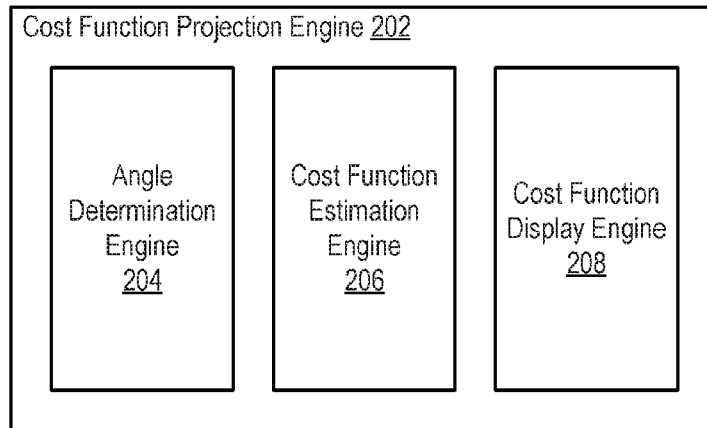 Cost Function Projection Engine 202
Angle
Determination
Engine
204
Cost Function
Estimation
Engine
206
Cost Function
Display Engine
208